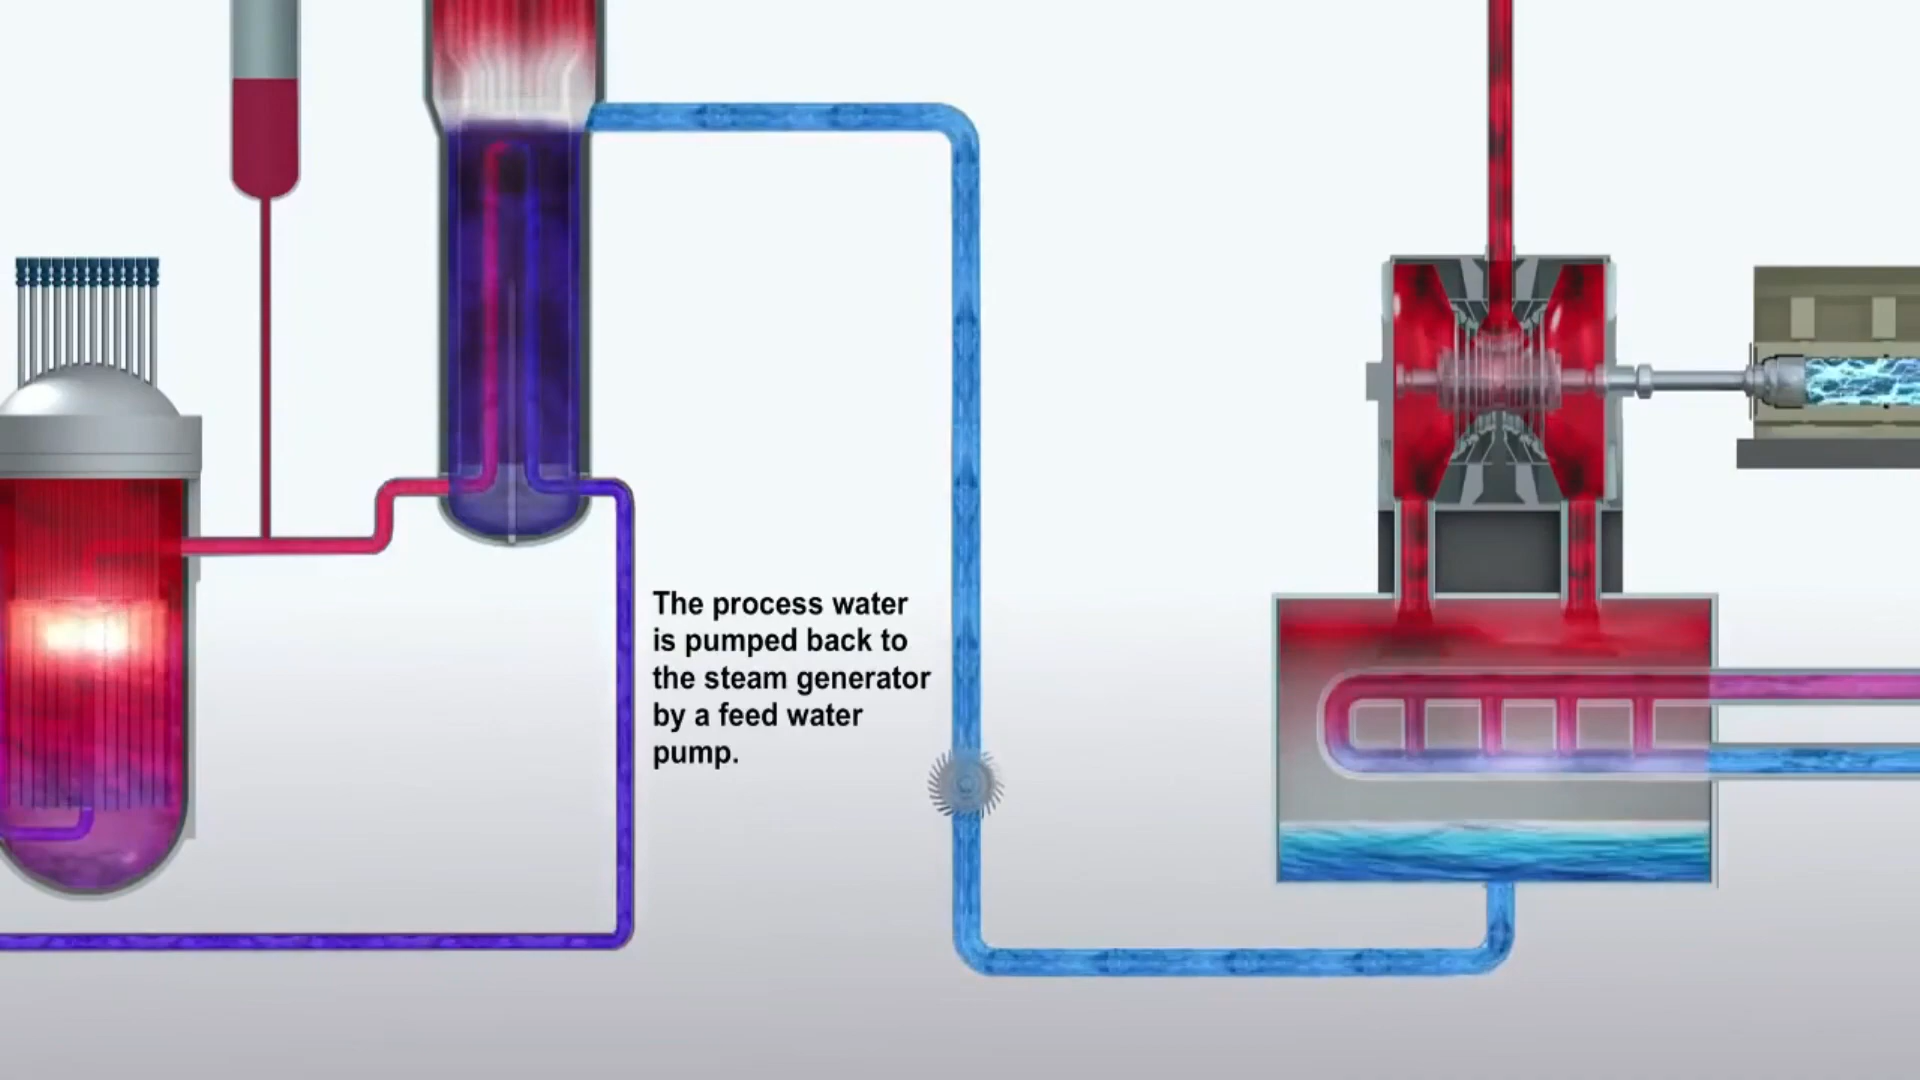 The process water
is pumped back to
the steam generator
by a feed water
pump.